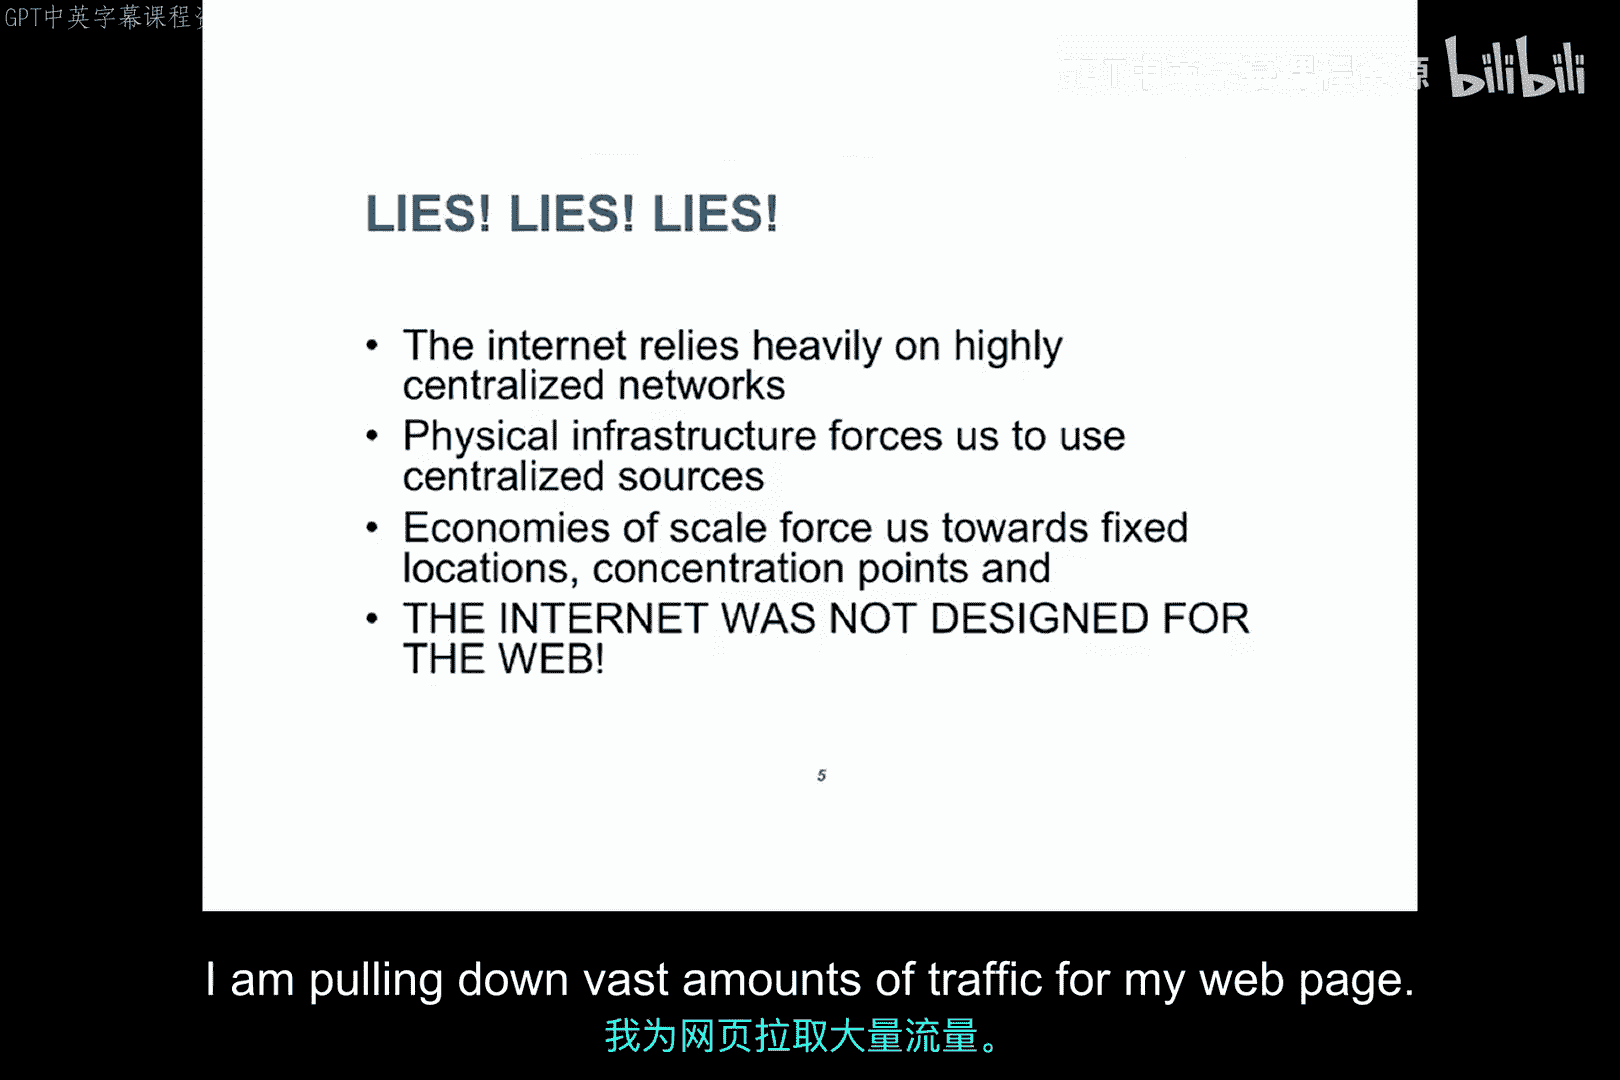 GPT中英字幕课程
bilibili
LIES! LIES! LIES!
• The internet relies heavily on highly
centralized networks
• Physical infrastructure forces us to use
centralized sources
• Economies of scale force us towards fixed
locations, concentration points and
• THE INTERNET WAS NOT DESIGNED FOR
THE WEB!
5
I am pulling down vast amounts of traffic for my web page.
我为网页拉取大量流量。